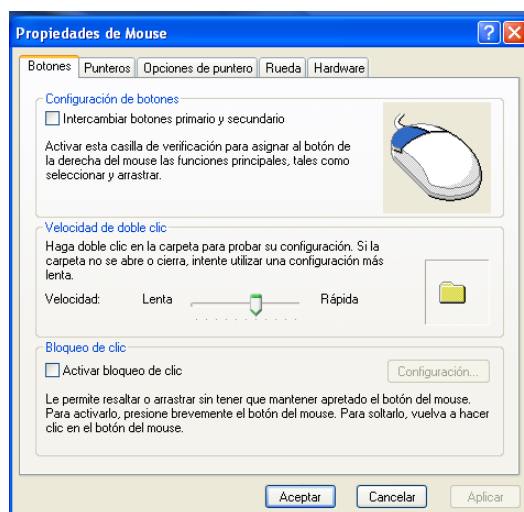 Propiedades de Mouse
Botones Punteros Opciones de puntero Rueda Hardware
Configuración de botones
Intercambiar botones primario y secundario
Activar esta casilla de verificación para asignar al botón de
la derecha del mouse las funciones principales, tales como
seleccionar y arrastrar.
Velocidad de doble clic
Haga doble clic en la carpeta para probar su configuración. Si la
carpeta no se abre o cierra, intente utilizar una configuración más
lenta.
Velocidad: Lenta Rápida
Bloqueo de clic
Activar bloqueo de clic Configuración...
Le permite resaltar o arrastrar sin tener que mantener apretado el botón del mouse.
Para activarlo, presione brevemente el botón del mouse. Para soltarlo, vuelva a hacer
clic en el botón del mouse.
Aceptar Cancelar Aplicar